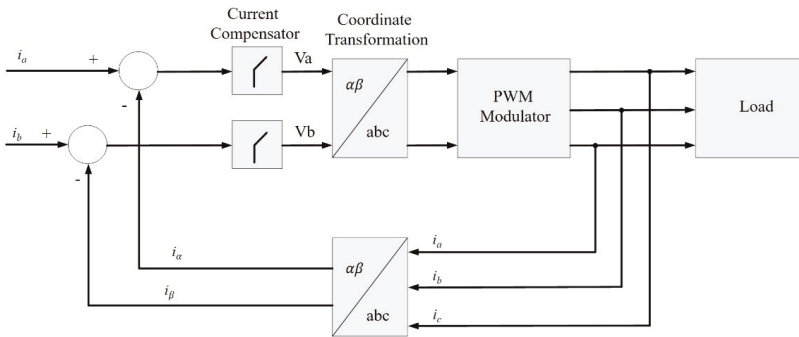 Current
Compensator
Coordinate
Transformation
i_a
+
Va
αβ
abc
PWM
Modulator
Load
-
i_b
+
Vb
-
i_α
i_β
αβ
abc
i_a
i_b
i_c